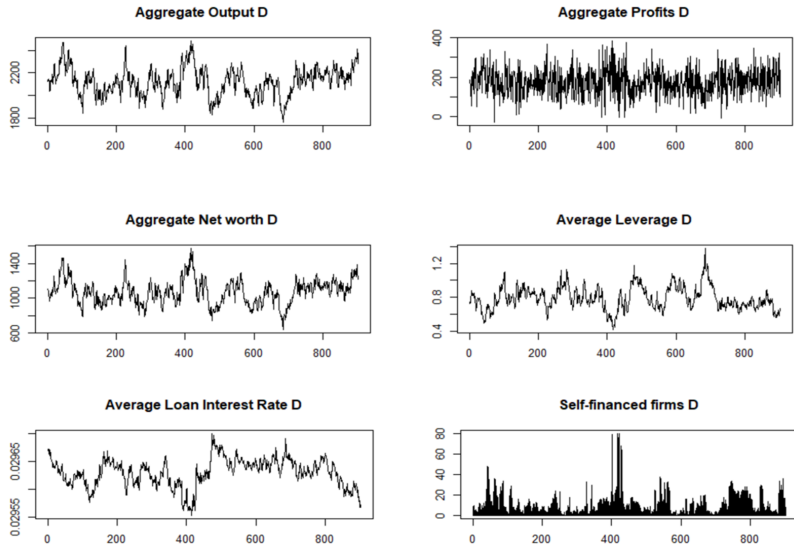 Aggregate Output D
Aggregate Profits D
1800 2200
0 100 200 300 400
0 200 400 600 800
0 200 400 600 800
Aggregate Net worth D
Average Leverage D
600 1000 1400
0.4 0.8 1.2
0 200 400 600 800
0 200 400 600 800
Average Loan Interest Rate D
Self-financed firms D
0.02955 0.02965
0 20 40 60 80
0 200 400 600 800
0 200 400 600 800